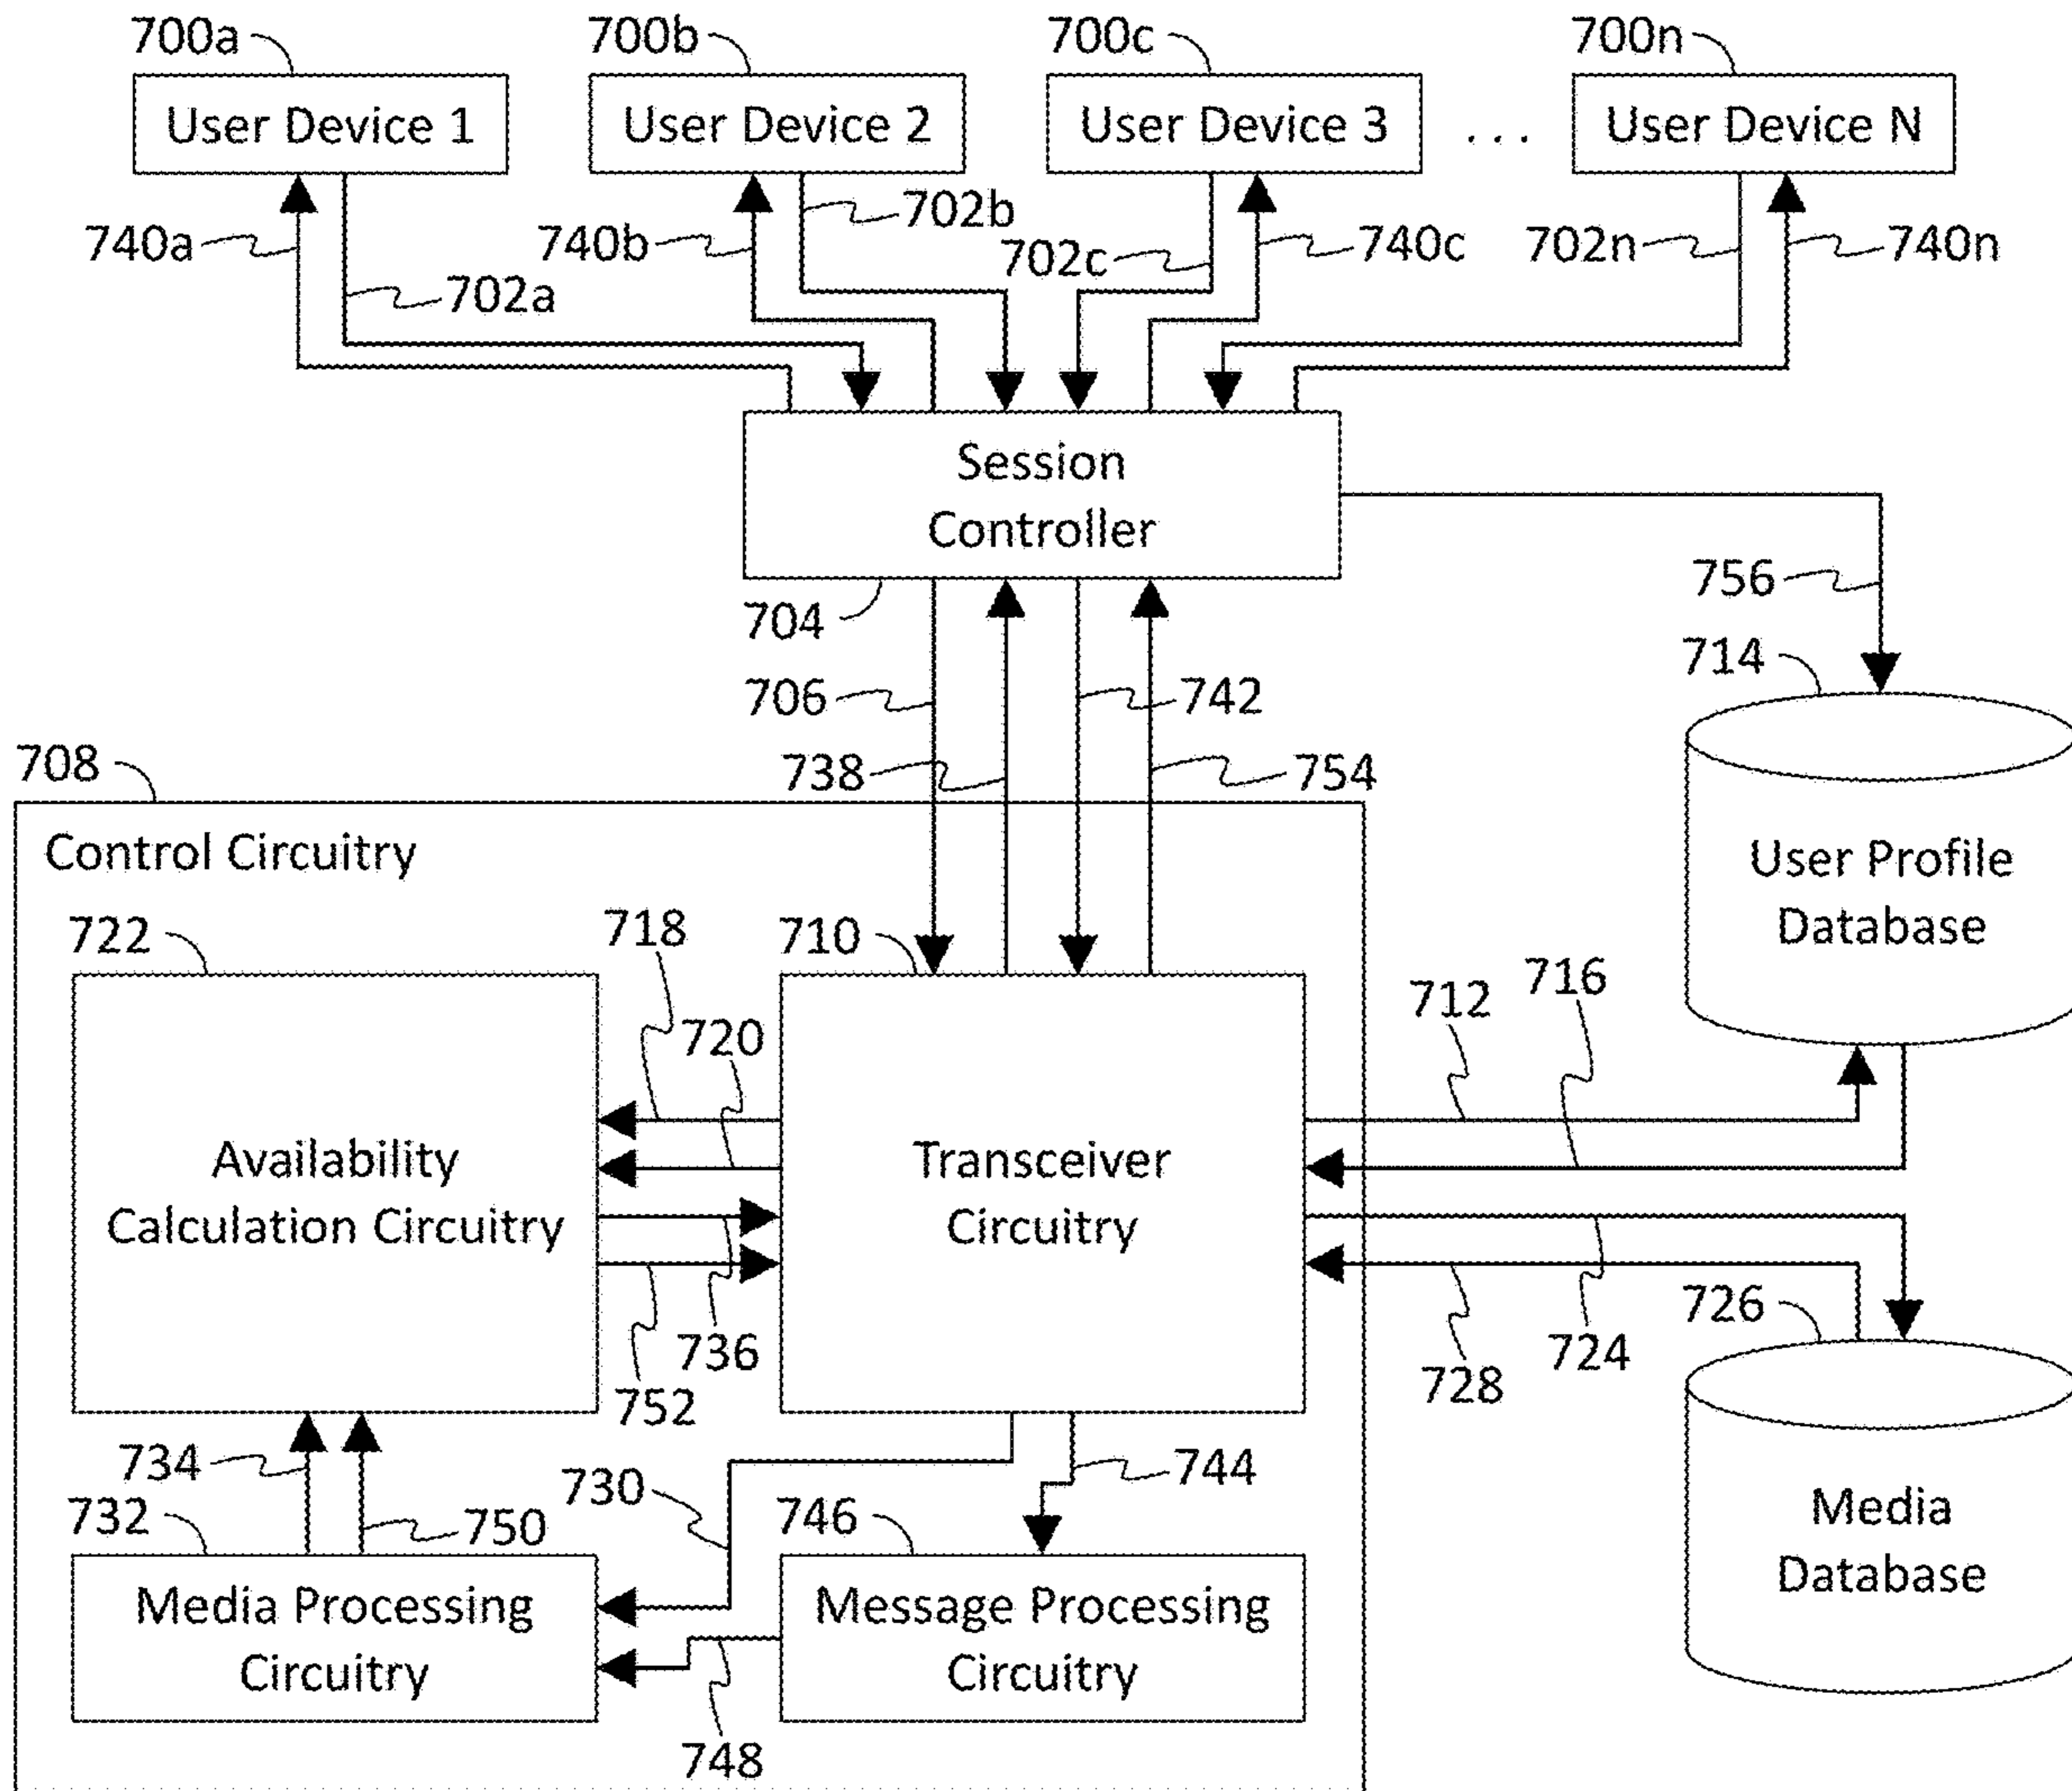 700a
700b
700c
700n
User Device 1
User Device 2
User Device 3
...
User Device N
740a
702a
740b
702b
702c
740c
702n
740n
Session
Controller
704
756
714
706
742
738
754
708
Control Circuitry
User Profile
Database
722
718
710
720
712
716
Availability
Calculation Circuitry
Transceiver
Circuitry
736
752
724
728
726
734
750
730
744
732
746
Media Processing
Circuitry
Message Processing
Circuitry
748
Media
Database